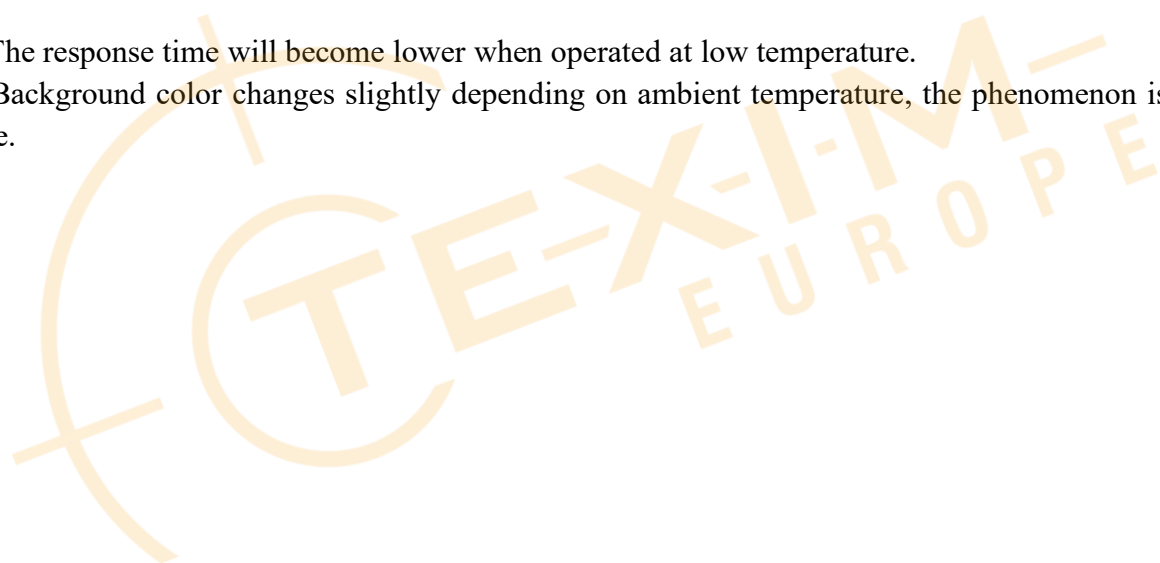 The response time will become lower when operated at low temperature.
Background color changes slightly depending on ambient temperature, the phenomenon is
e.
TEXIM
EUROPE